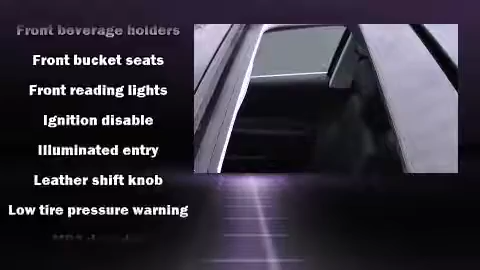 Front beverage holders
Front bucket seats
Front reading lights
Ignition disable
Illuminated entry
Leather shift knob
Low tire pressure warning